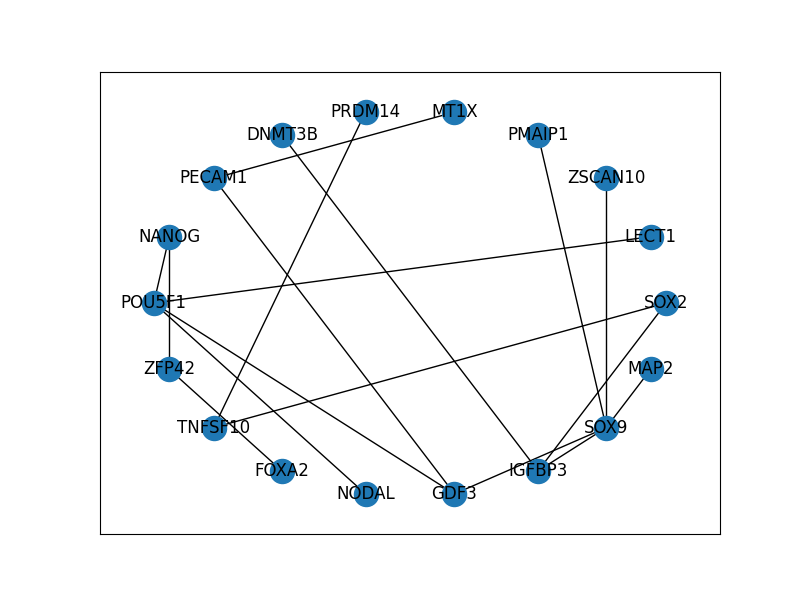 PRDM14
MT1X
DNMT3B
PMAIP1
PECAM1
ZSCAN10
NANOG
LECT1
POU5F1
SOX2
ZFP42
MAP2
TNFSF10
SOX9
FOXA2
IGFBP3
NODAL
GDF3